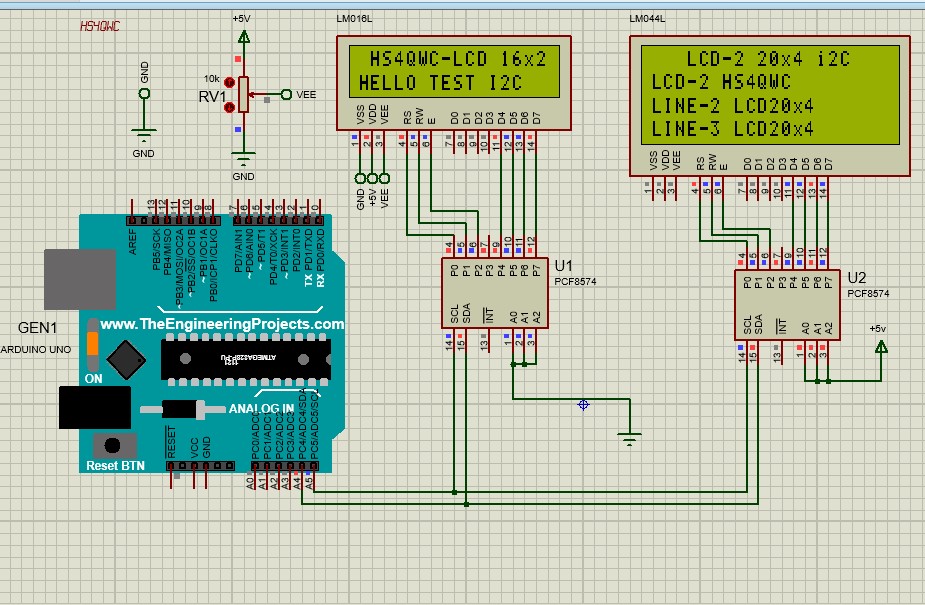 HS4QWC
+5V
GND
GND
10k
RV1
VEE
GND
LM016L
HS4QWC-LCD 16x2
HELLO TEST I2C
VSS VDD VEE RS RW E D0 D1 D2 D3 D4 D5 D6 D7
1 2 3 4 5 6 7 8 9 10 11 12 13 14
GND +5V VEE
LM044L
LCD-2 20x4 i2C
LCD-2 HS4QWC
LINE-2 LCD20x4
LINE-3 LCD20x4
VSS VDD VEE RS RW E D0 D1 D2 D3 D4 D5 D6 D7
1 2 3 4 5 6 7 8 9 10 11 12 13 14
4 5 6 7 9 10 11 12
P0 P1 P2 P3 P4 P5 P6 P7
U1
PCF8574
SCL SDA INT A0 A1 A2
14 15 13 1 2 3
4 5 6 7 9 10 11 12
P0 P1 P2 P3 P4 P5 P6 P7
U2
PCF8574
SCL SDA INT A0 A1 A2
14 15 13 1 2 3
+5v
13 12 11 10 9 8 7 6 5 4 3 2 1 0
AREF
PB5/SCK
PB4/MISO
~PB3/MOSI/OC2A
~PB2/SS/OC1B
~PB1/OC1A
PB0/ICP1/CLKO
PD7/AIN1
~PD6/AIN0
~PD5/T1
PD4/T0/XCK
~PD3/INT1
PD2/INT0
TX PD1/TXD
RX PD0/RXD
www.TheEngineeringProjects.com
GEN1
ARDUINO UNO
ATMEGA328P-PU
1121
ON
ANALOG IN
RESET
VCC
GND
PC0/ADC0
PC1/ADC1
PC2/ADC2
PC3/ADC3
PC4/ADC4/SDA
PC5/ADC5/SCL
Reset BTN
A0 A1 A2 A3 A4 A5